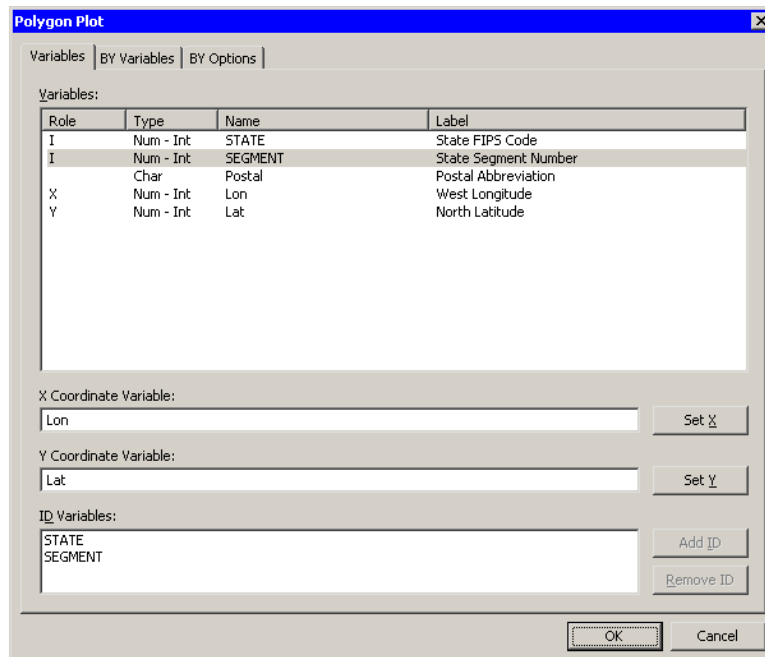 Polygon Plot
Variables BY Variables BY Options
Variables:
Role Type Name Label
I Num - Int STATE State FIPS Code
I Num - Int SEGMENT State Segment Number
Char Postal Postal Abbreviation
X Num - Int Lon West Longitude
Y Num - Int Lat North Latitude
X Coordinate Variable:
Lon Set X
Y Coordinate Variable:
Lat Set Y
ID Variables:
STATE
SEGMENT
Add ID
Remove ID
OK Cancel